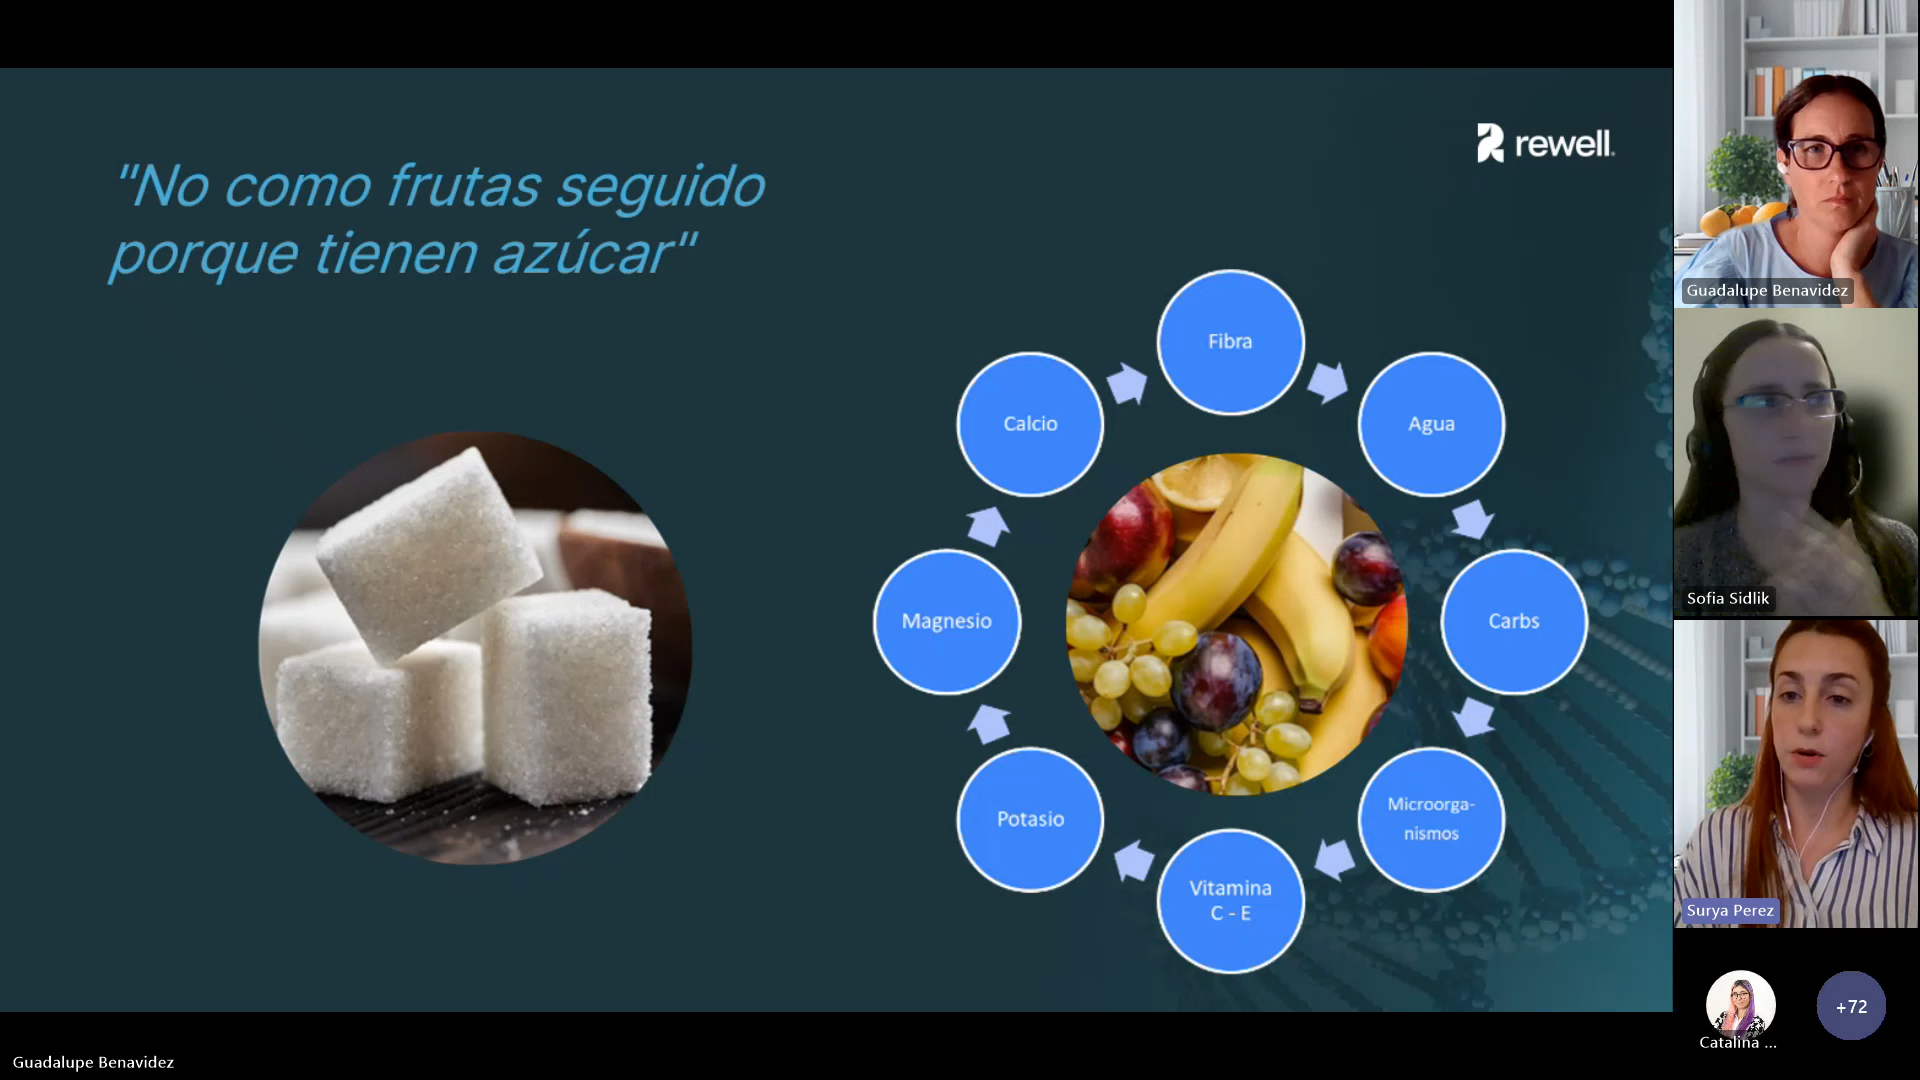 "No como frutas seguido
porque tienen azúcar"
rewell.
Fibra
Agua
Carbs
Microorga-
nismos
Vitamina
C - E
Potasio
Magnesio
Calcio
Guadalupe Benavidez
Sofia Sidlik
Surya Perez
Catalina ...
+72
Guadalupe Benavidez